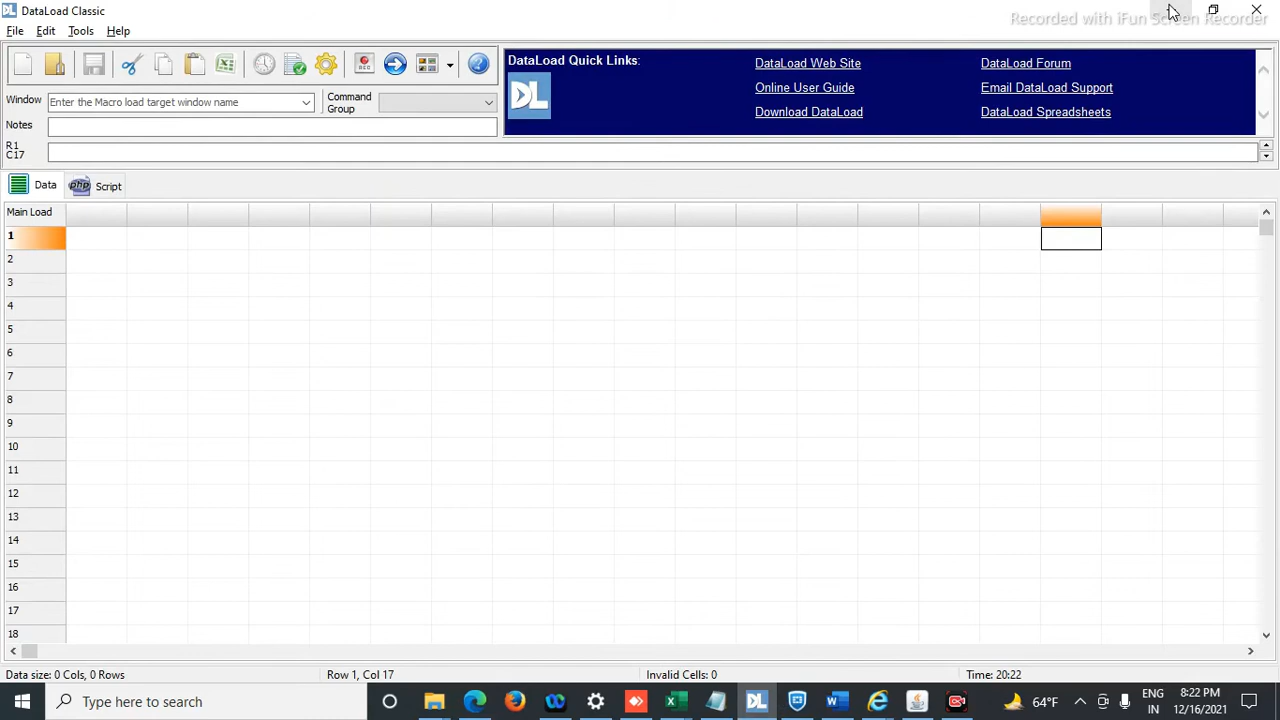 DataLoad Classic
Recorded with iFun Screen Recorder
File Edit Tools Help
REC
Window Enter the Macro load target window name
Command Group
Notes
R1 C17
DataLoad Quick Links:
DL
DataLoad Web Site
DataLoad Forum
Online User Guide
Email DataLoad Support
Download DataLoad
DataLoad Spreadsheets
Data php Script
Main Load
1
2
3
4
5
6
7
8
9
10
11
12
13
14
15
16
17
18
Data size: 0 Cols, 0 Rows Row 1, Col 17 Invalid Cells: 0 Time: 20:22
Type here to search
DL
64°F
ENG IN
8:22 PM
12/16/2021